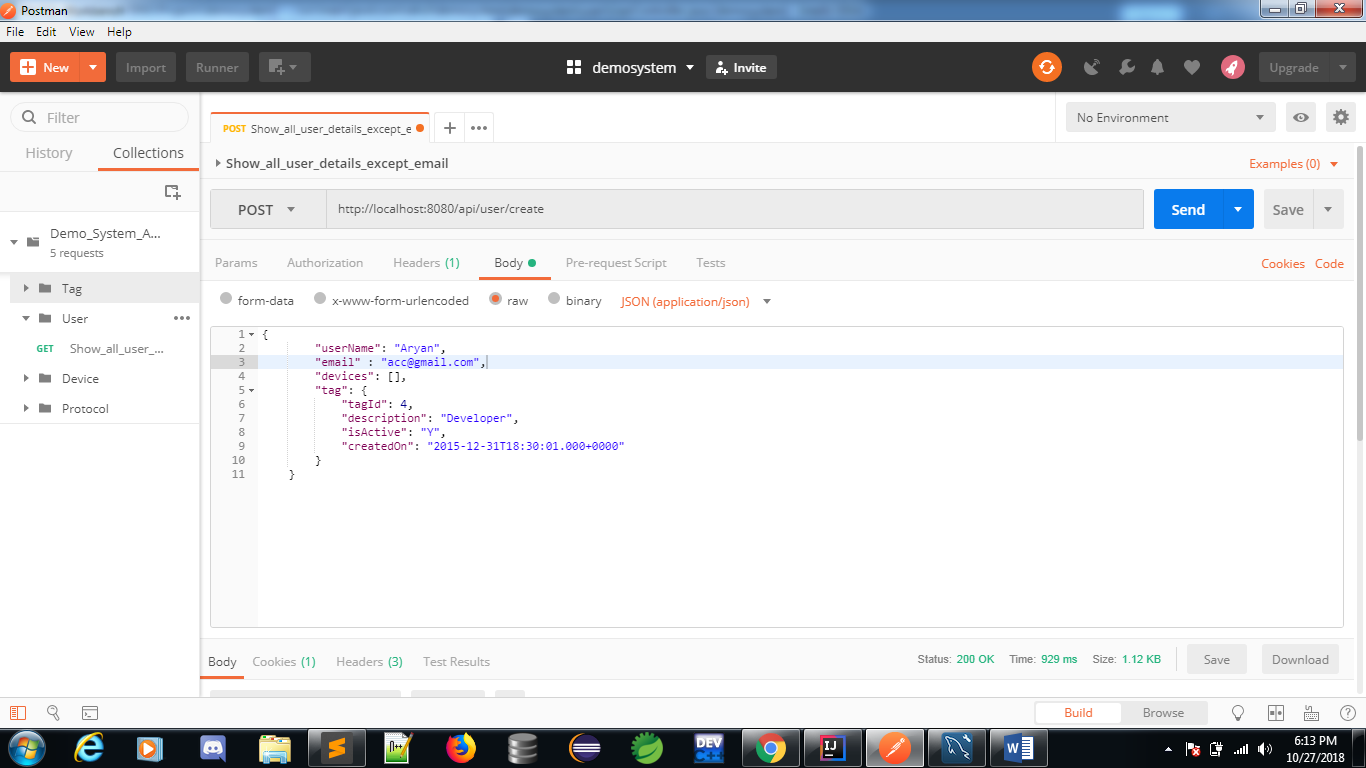 Postman
File Edit View Help
New Import Runner demosystem Invite Upgrade
Filter
History Collections
Demo_System_A...
5 requests
Tag
User
GET Show_all_user_...
Device
Protocol
POST Show_all_user_details_except_e
No Environment
Show_all_user_details_except_email
Examples (0)
POST http://localhost:8080/api/user/create Send Save
Params Authorization Headers (1) Body Pre-request Script Tests Cookies Code
form-data x-www-form-urlencoded raw binary JSON (application/json)
1 {
2 "userName": "Aryan",
3 "email" : "acc@gmail.com",
4 "devices": [],
5 "tag": {
6 "tagId": 4,
7 "description": "Developer",
8 "isActive": "Y",
9 "createdOn": "2015-12-31T18:30:01.000+0000"
10 }
11 }
Body Cookies (1) Headers (3) Test Results Status: 200 OK Time: 929 ms Size: 1.12 KB Save Download
Build Browse
6:13 PM
10/27/2018